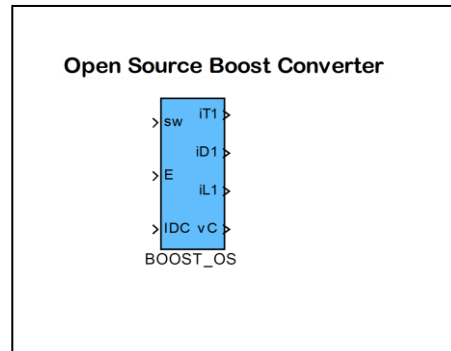 Open Source Boost Converter
sw
iT1
iD1
E
iL1
IDC
vC
BOOST_OS